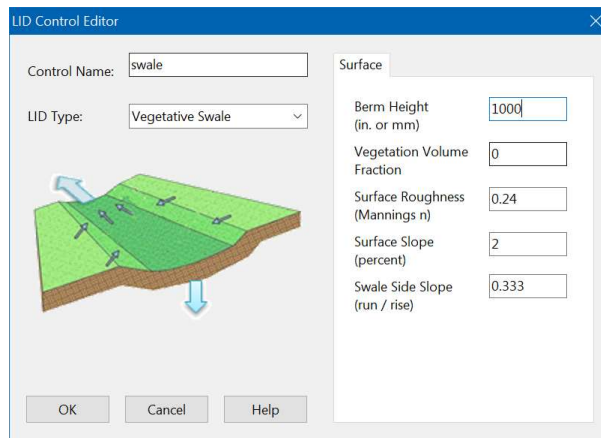 LID Control Editor
Control Name: swale
LID Type: Vegetative Swale
Surface
Berm Height 1000
(in. or mm)
Vegetation Volume 0
Fraction
Surface Roughness 0.24
(Mannings n)
Surface Slope 2
(percent)
Swale Side Slope 0.333
(run / rise)
OK Cancel Help